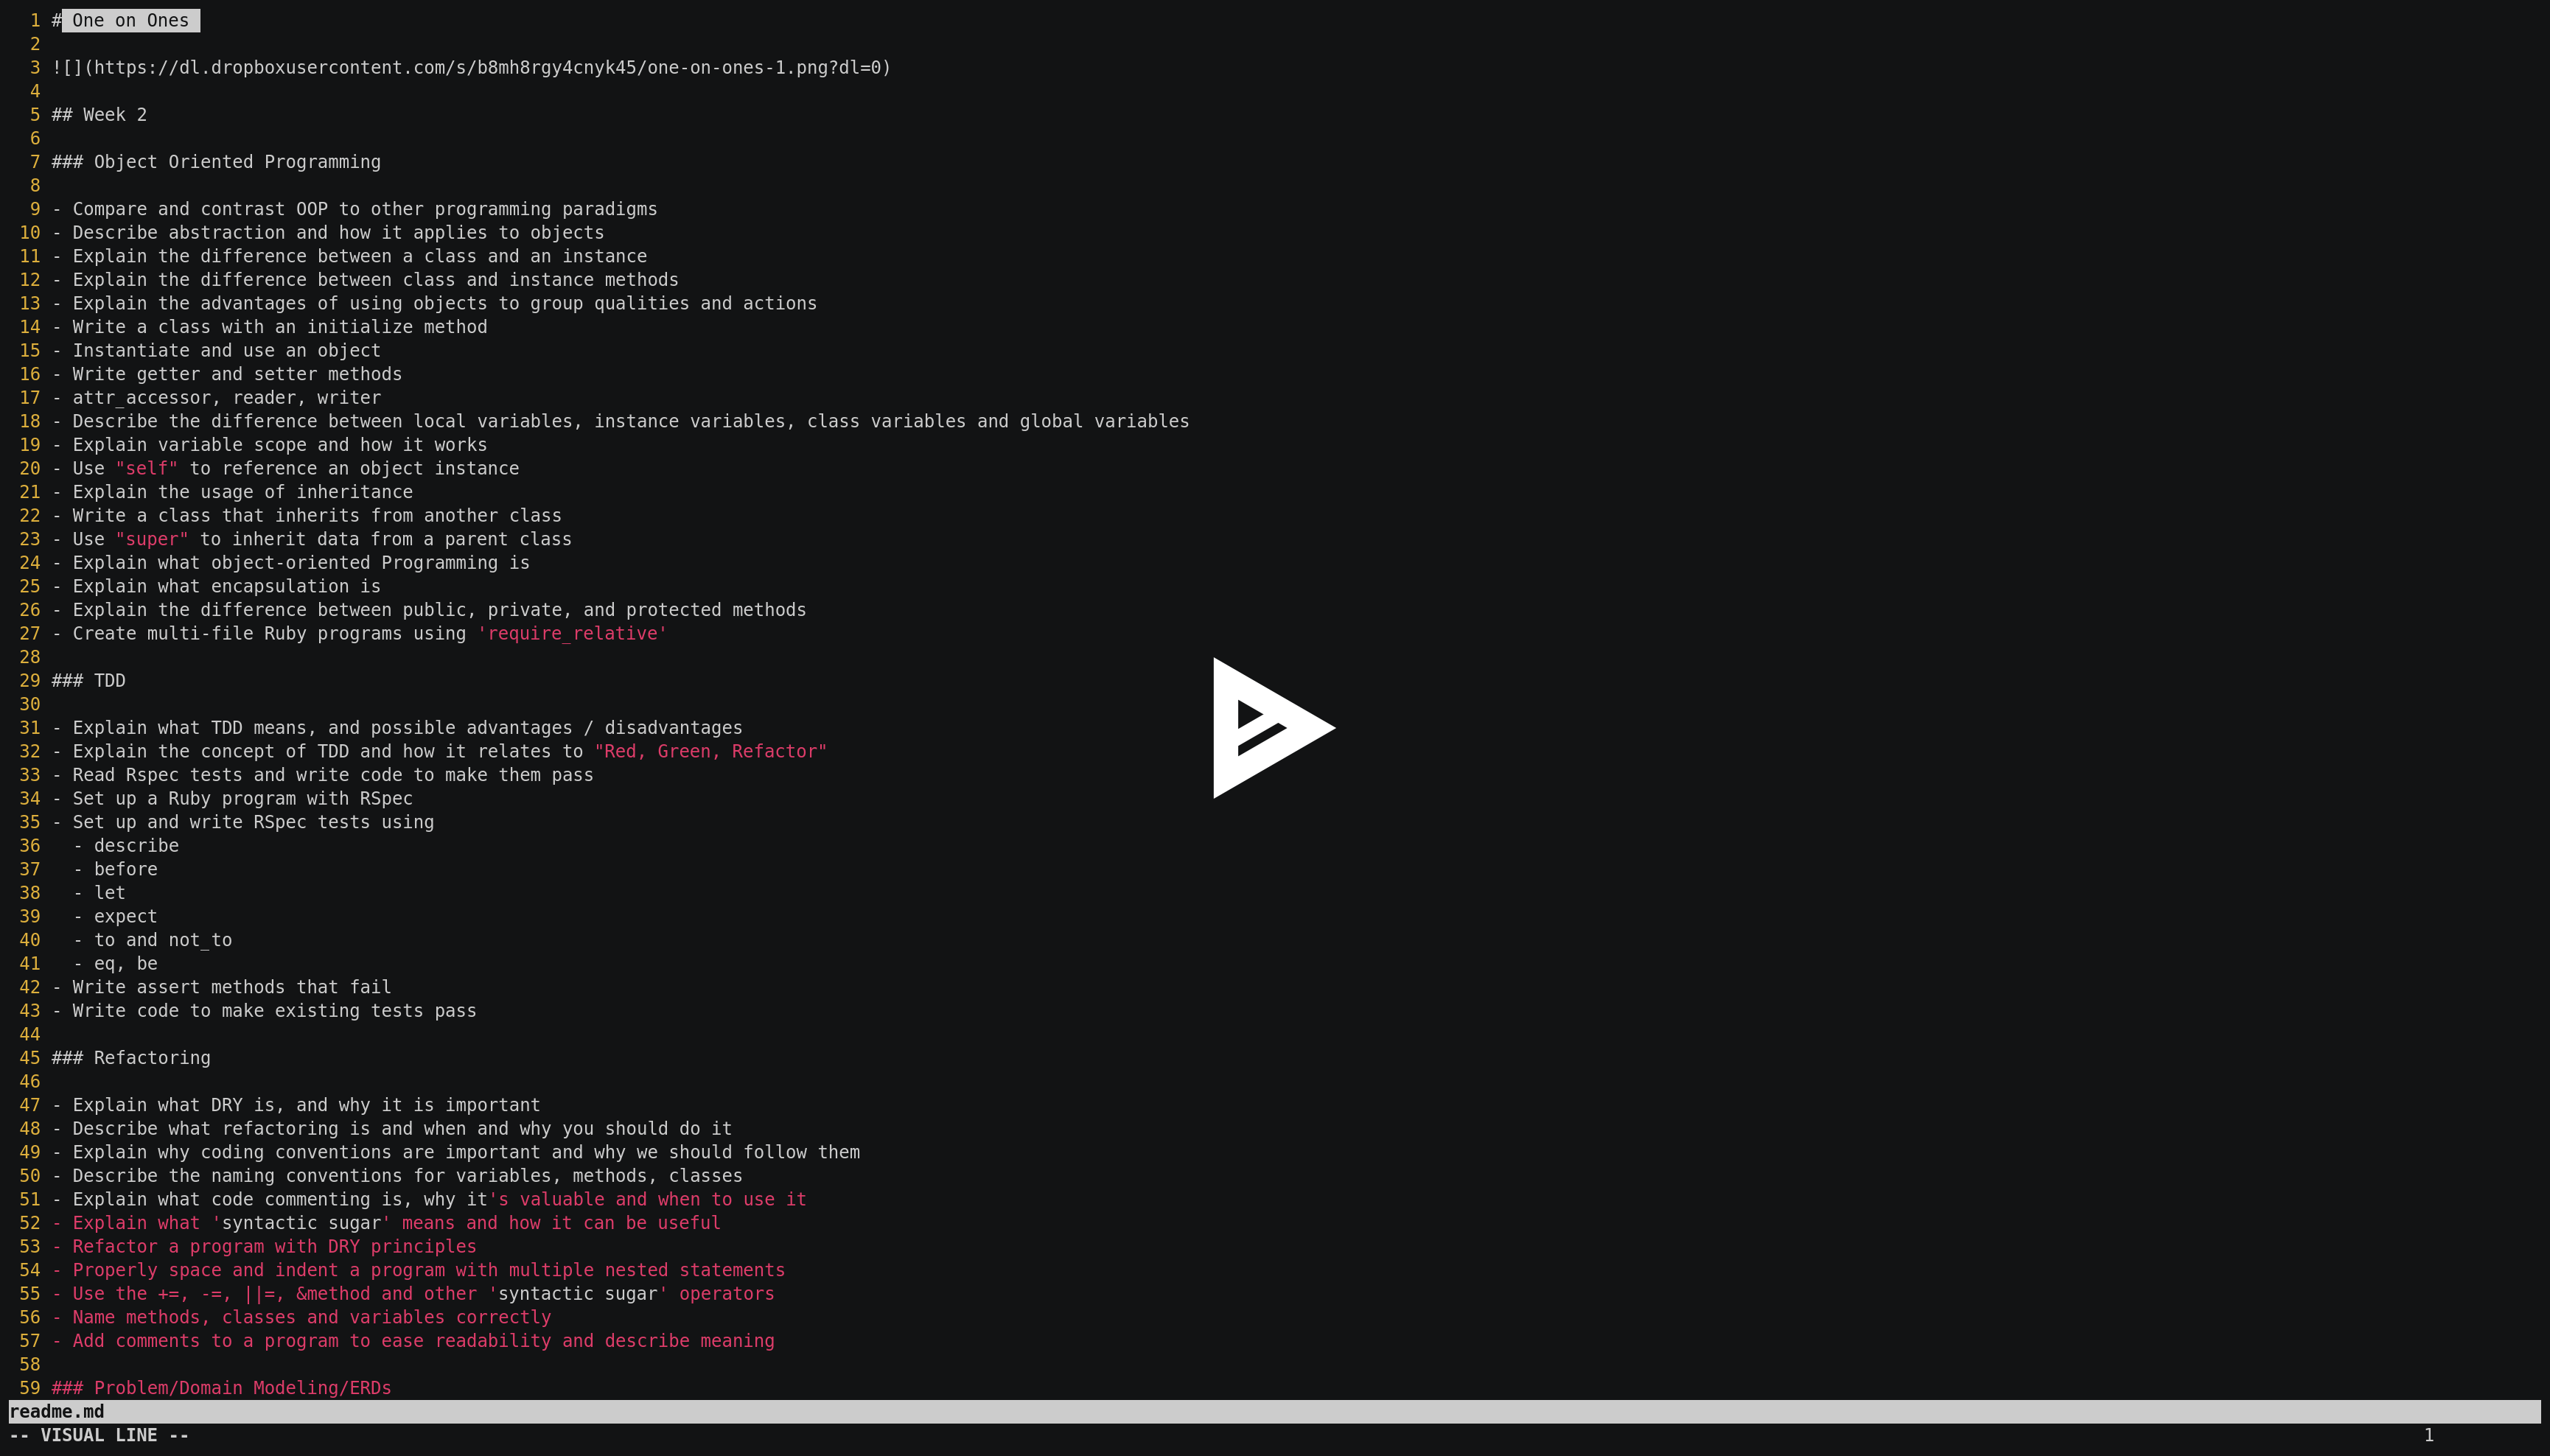 1 # One on Ones
2
3 ![](https://dl.dropboxusercontent.com/s/b8mh8rgy4cnyk45/one-on-ones-1.png?dl=0)
4
5 ## Week 2
6
7 ### Object Oriented Programming
8
9 - Compare and contrast OOP to other programming paradigms
10 - Describe abstraction and how it applies to objects
11 - Explain the difference between a class and an instance
12 - Explain the difference between class and instance methods
13 - Explain the advantages of using objects to group qualities and actions
14 - Write a class with an initialize method
15 - Instantiate and use an object
16 - Write getter and setter methods
17 - attr_accessor, reader, writer
18 - Describe the difference between local variables, instance variables, class variables and global variables
19 - Explain variable scope and how it works
20 - Use "self" to reference an object instance
21 - Explain the usage of inheritance
22 - Write a class that inherits from another class
23 - Use "super" to inherit data from a parent class
24 - Explain what object-oriented Programming is
25 - Explain what encapsulation is
26 - Explain the difference between public, private, and protected methods
27 - Create multi-file Ruby programs using 'require_relative'
28
29 ### TDD
30
31 - Explain what TDD means, and possible advantages / disadvantages
32 - Explain the concept of TDD and how it relates to "Red, Green, Refactor"
33 - Read Rspec tests and write code to make them pass
34 - Set up a Ruby program with RSpec
35 - Set up and write RSpec tests using
36   - describe
37   - before
38   - let
39   - expect
40   - to and not_to
41   - eq, be
42 - Write assert methods that fail
43 - Write code to make existing tests pass
44
45 ### Refactoring
46
47 - Explain what DRY is, and why it is important
48 - Describe what refactoring is and when and why you should do it
49 - Explain why coding conventions are important and why we should follow them
50 - Describe the naming conventions for variables, methods, classes
51 - Explain what code commenting is, why it's valuable and when to use it
52 - Explain what 'syntactic sugar' means and how it can be useful
53 - Refactor a program with DRY principles
54 - Properly space and indent a program with multiple nested statements
55 - Use the +=, -=, ||=, &method and other 'syntactic sugar' operators
56 - Name methods, classes and variables correctly
57 - Add comments to a program to ease readability and describe meaning
58
59 ### Problem/Domain Modeling/ERDs
readme.md
-- VISUAL LINE -- 1